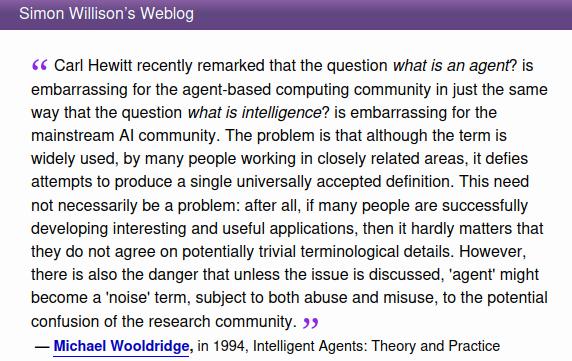 Simon Willison's Weblog
“ Carl Hewitt recently remarked that the question what is an agent? is
embarrassing for the agent-based computing community in just the same
way that the question what is intelligence? is embarrassing for the
mainstream AI community. The problem is that although the term is
widely used, by many people working in closely related areas, it defies
attempts to produce a single universally accepted definition. This need
not necessarily be a problem: after all, if many people are successfully
developing interesting and useful applications, then it hardly matters that
they do not agree on potentially trivial terminological details. However,
there is also the danger that unless the issue is discussed, 'agent' might
become a 'noise' term, subject to both abuse and misuse, to the potential
confusion of the research community. ”
— Michael Wooldridge, in 1994, Intelligent Agents: Theory and Practice